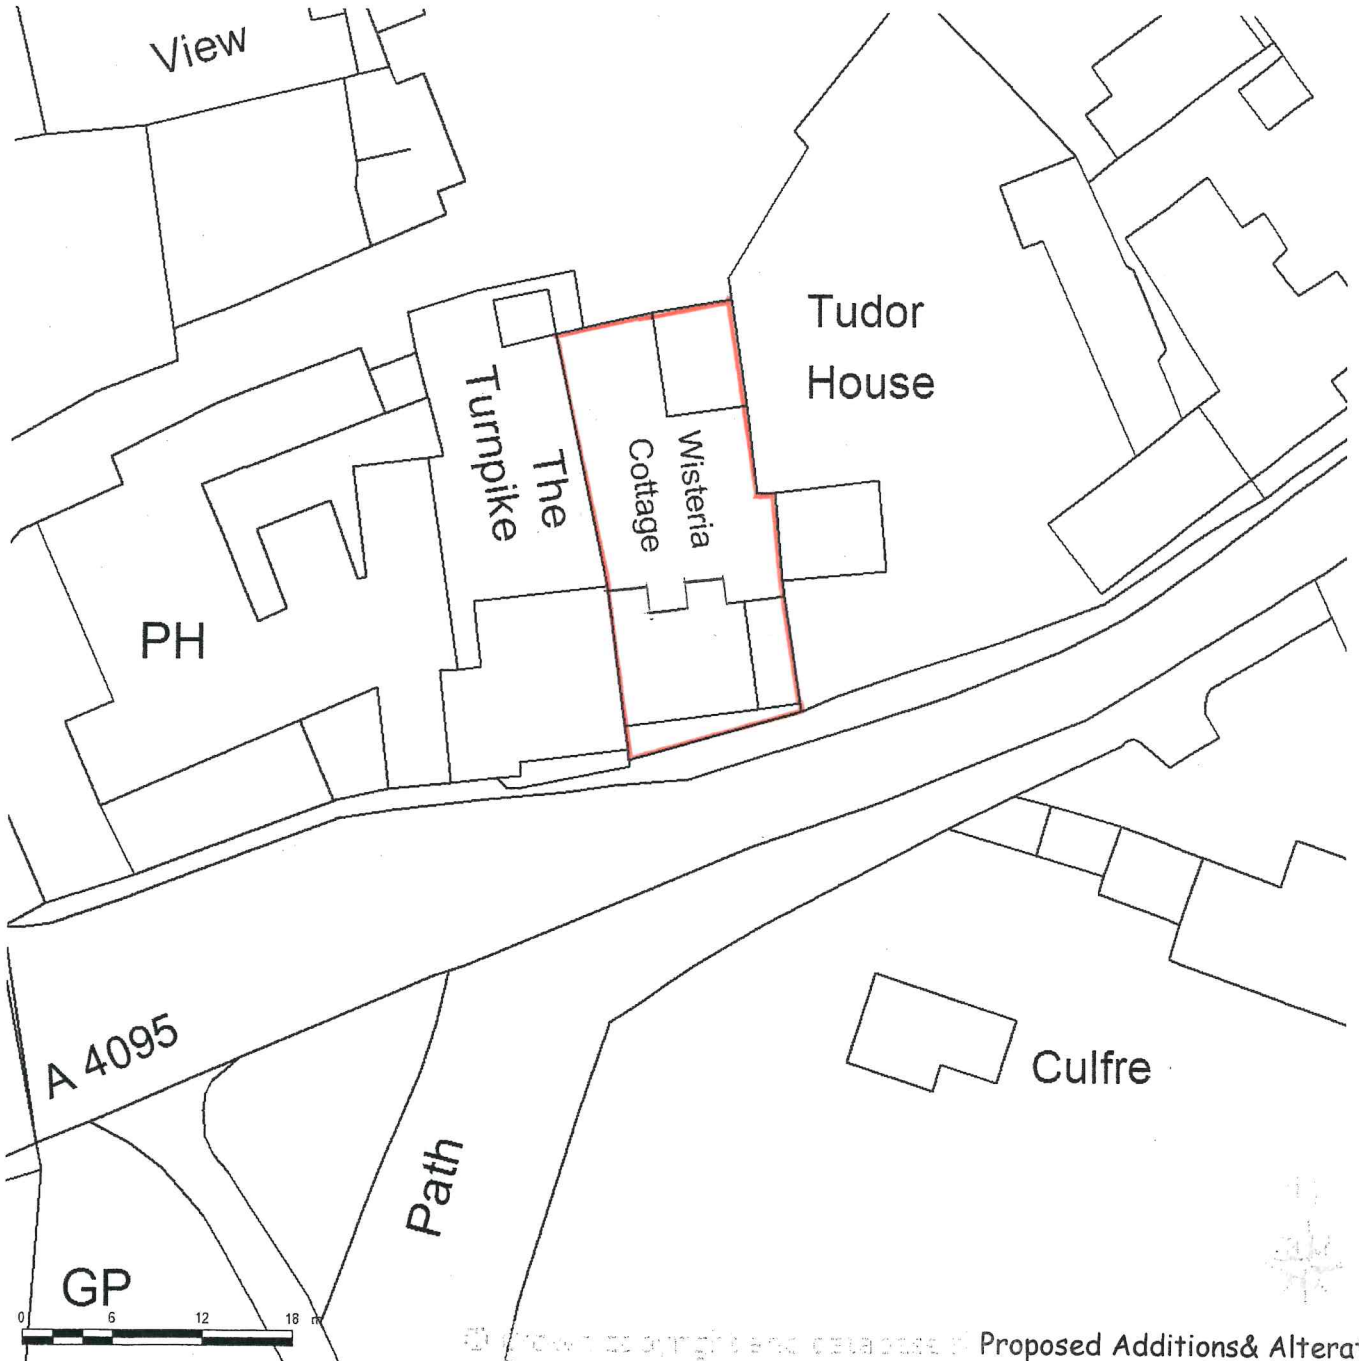 View
Tudor
House
The
Turnpike
Wisteria
Cottage
PH
A 4095
Culfre
Path
GP
0 6 12 18 m
Proposed Additions& Altera